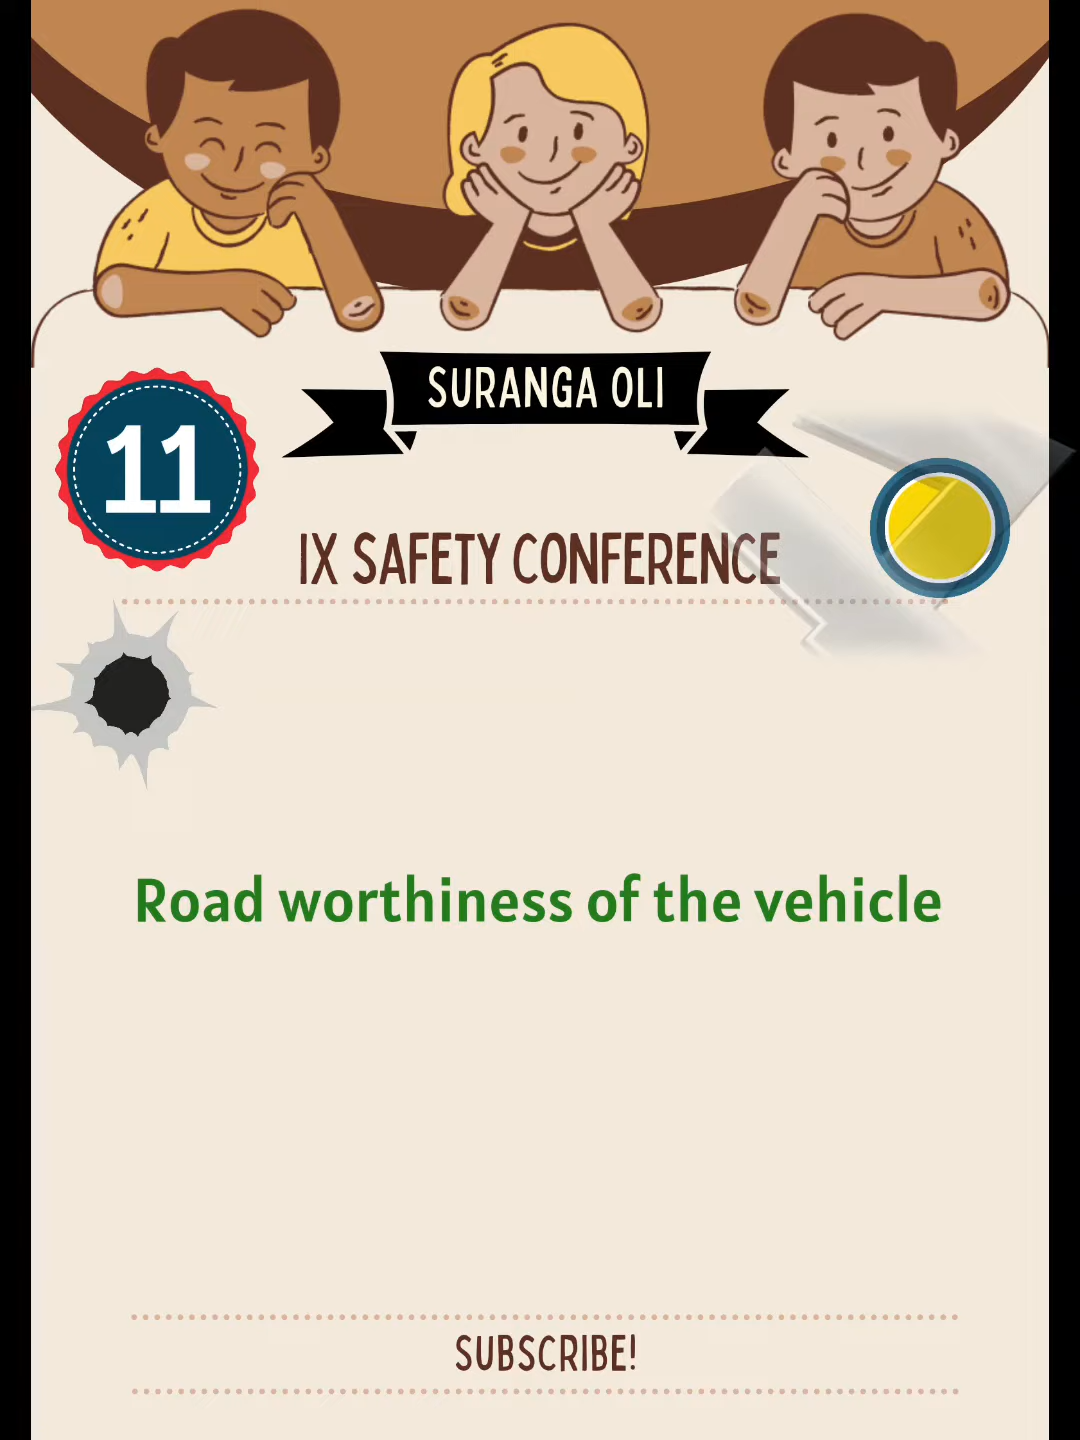 SURANGA OLI
11
IX SAFETY CONFERENCE
Road worthiness of the vehicle
SUBSCRIBE!